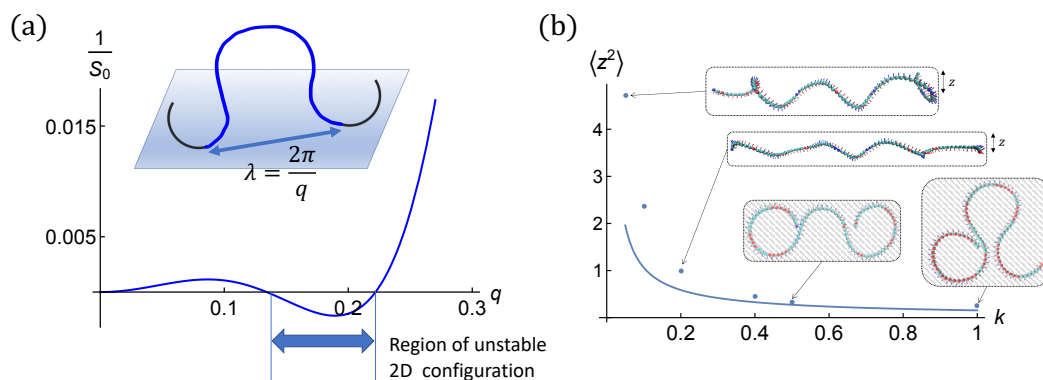 (a)
1/S₀
0.015
0.005
λ = 2π/q
0.1
0.2
0.3
q
Region of unstable
2D configuration
(b)
⟨z²⟩
4
3
2
1
0.2
0.4
0.6
0.8
1
k
z
z